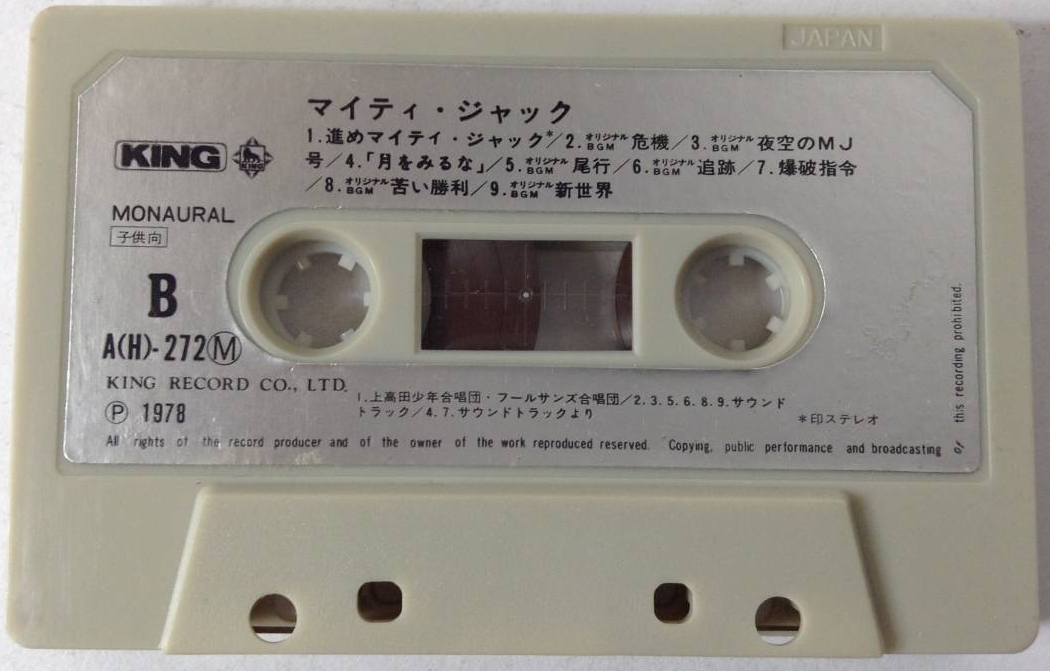 JAPAN
マイティ・ジャック
KING KING
1.進めマイテイ・ジャック*/2.オリジナルBGM危機/3.オリジナルBGM夜空のMJ
号/4.「月をみるな」/5.オリジナルBGM尾行/6.オリジナルBGM追跡/7.爆破指令
/8.オリジナルBGM苦い勝利/9.オリジナルBGM新世界
MONAURAL
子供向
B
A(H)-272Ⓜ
KING RECORD CO., LTD.
Ⓟ 1978
1.上高田少年合唱団・フールサンズ合唱団/2.3.5.6.8.9.サウンド
トラック/4.7.サウンドトラックより
*印ステレオ
All rights of the record producer and of the owner of the work reproduced reserved. Copying, public performance and broadcasting of this recording prohibited.